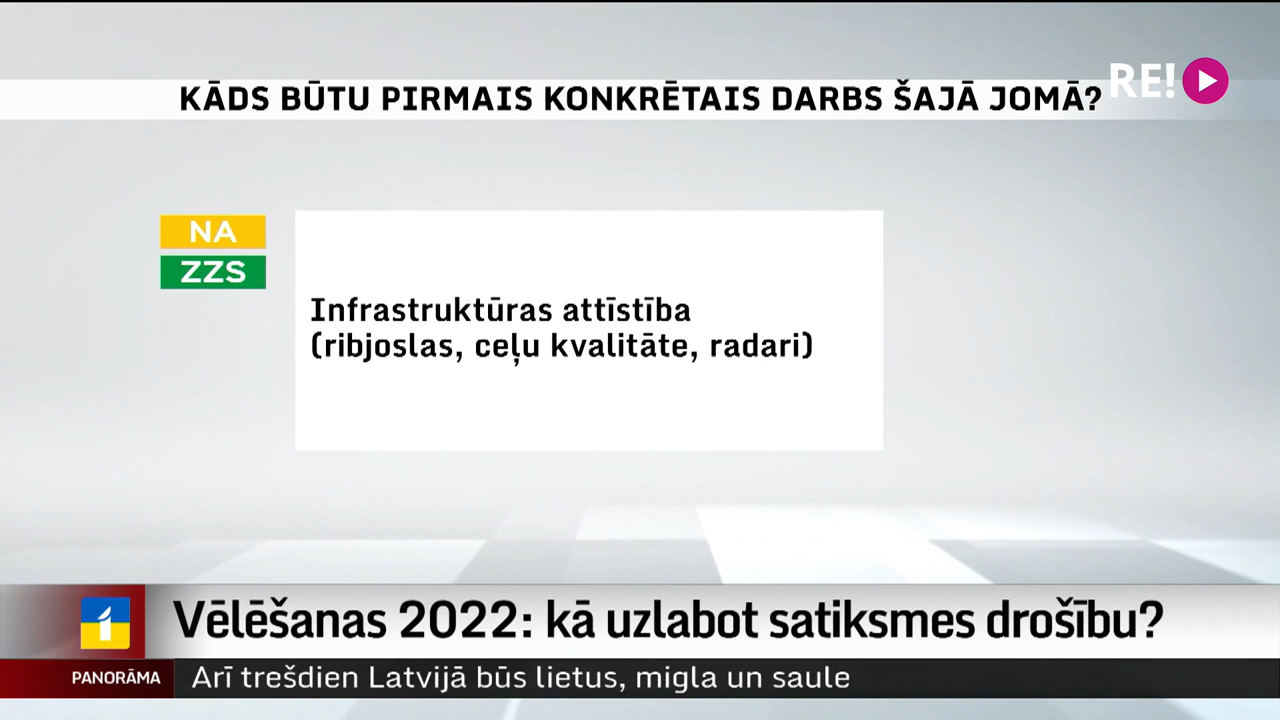 KĀDS BŪTU PIRMAIS KONKRĒTAIS DARBS ŠAJĀ JOMĀ?
RE!
NA
ZZS
Infrastruktūras attīstība
(ribjoslas, ceļu kvalitāte, radari)
1
Vēlēšanas 2022: kā uzlabot satiksmes drošību?
PANORĀMA
Arī trešdien Latvijā būs lietus, migla un saule